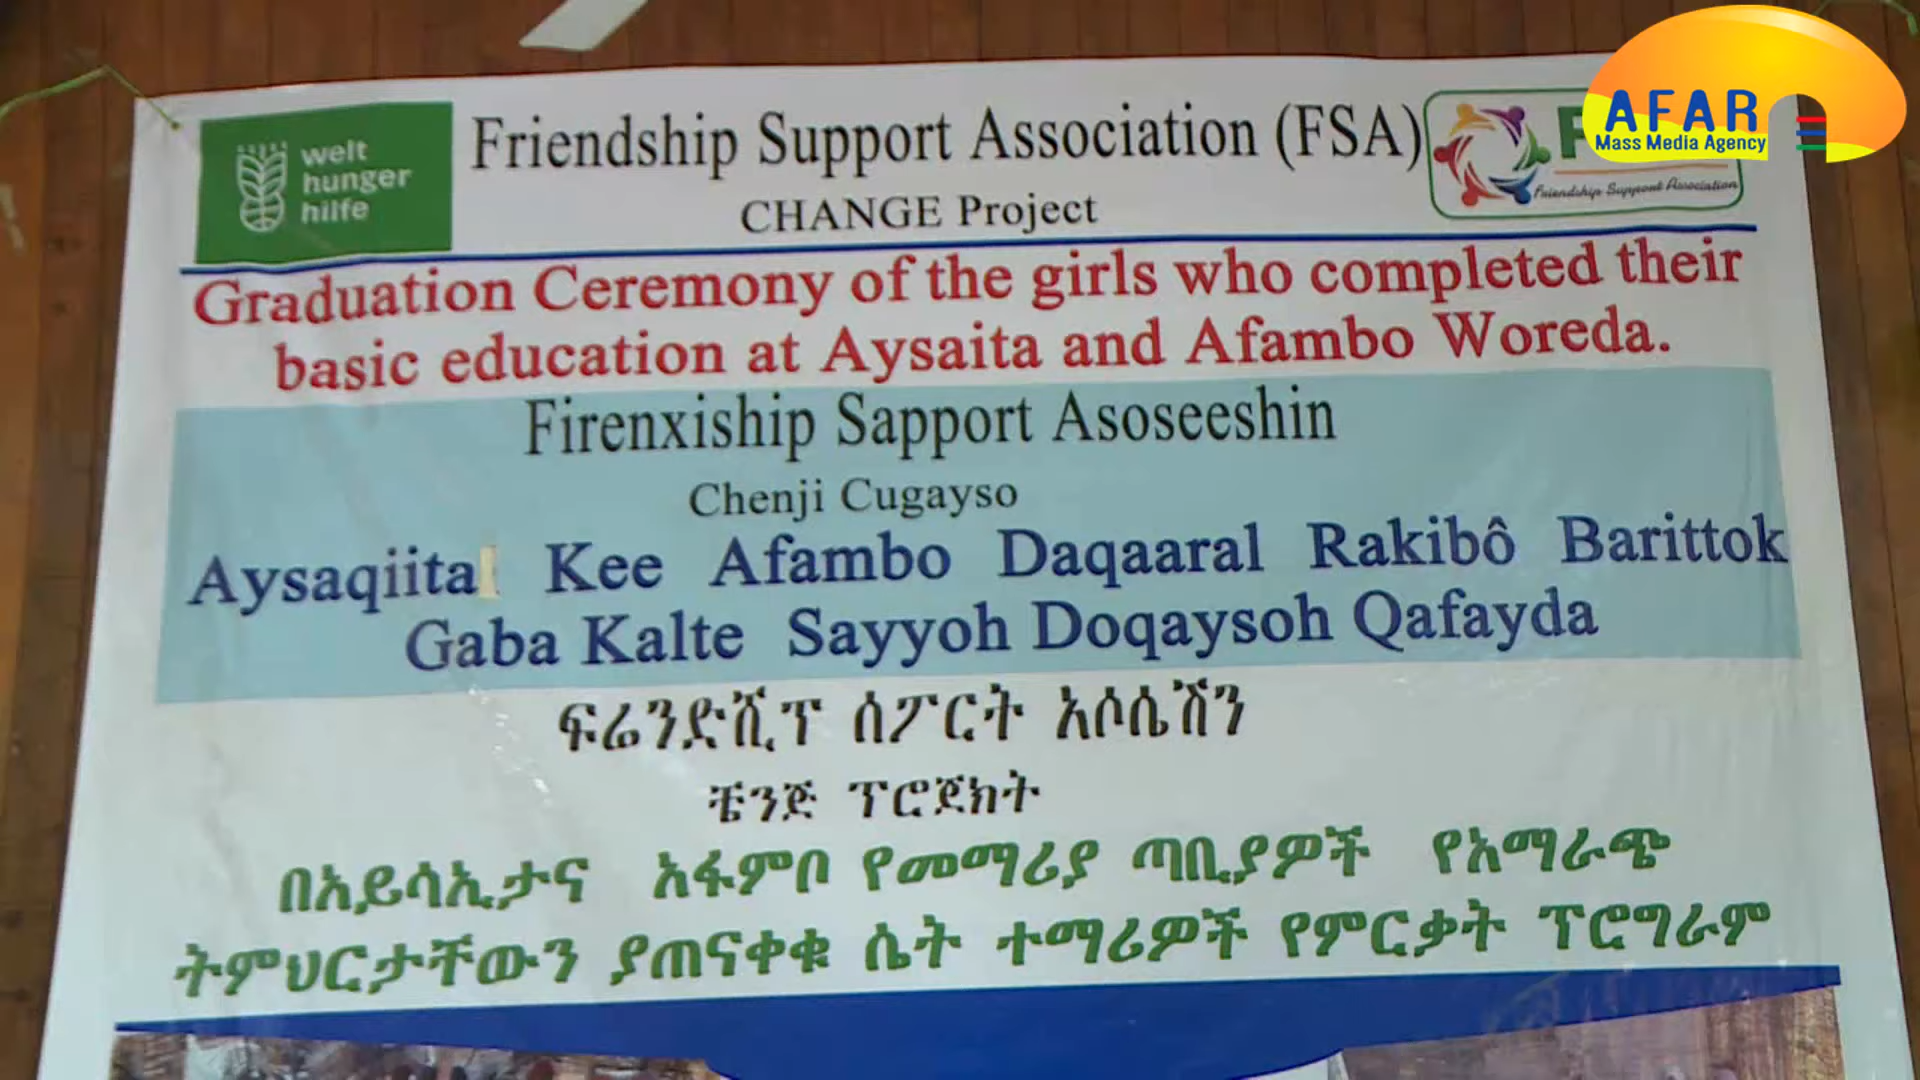 AFAR
Mass Media Agency
welt
hunger
hilfe
Friendship Support Association (FSA)
CHANGE Project
Friendship Support Association
Graduation Ceremony of the girls who completed their
basic education at Aysaita and Afambo Woreda.
Firenxiship Sapport Asoseeshin
Chenji Cugayso
Aysaqiital Kee Afambo Daqaaral Rakibô Barittok
Gaba Kalte Sayyoh Doqaysoh Qafayda
ፍሬንድሺፕ ሰፖርት አሶሴሽን
ቼንጅ ፕሮጀክት
በአይሳኢታና አፋምቦ የመማሪያ ጣቢያዎች የአማራጭ
ትምህርታቸውን ያጠናቀቁ ሴት ተማሪዎች የምርቃት ፕሮግራም